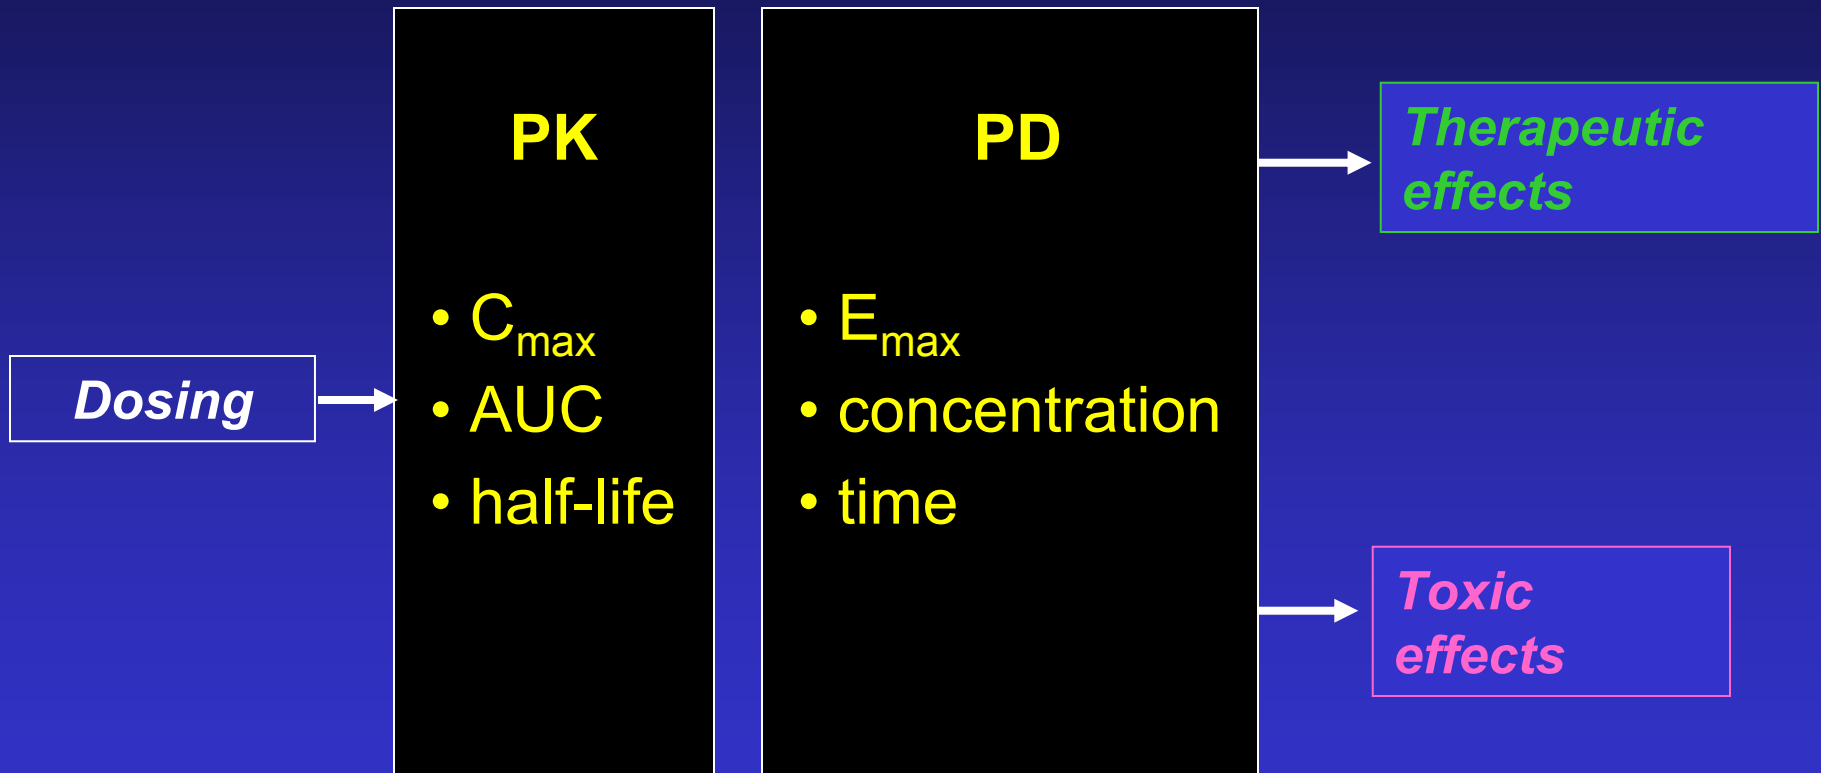 Dosing
PK
• Cmax
• AUC
• half-life
PD
• Emax
• concentration
• time
Therapeutic
effects
Toxic
effects